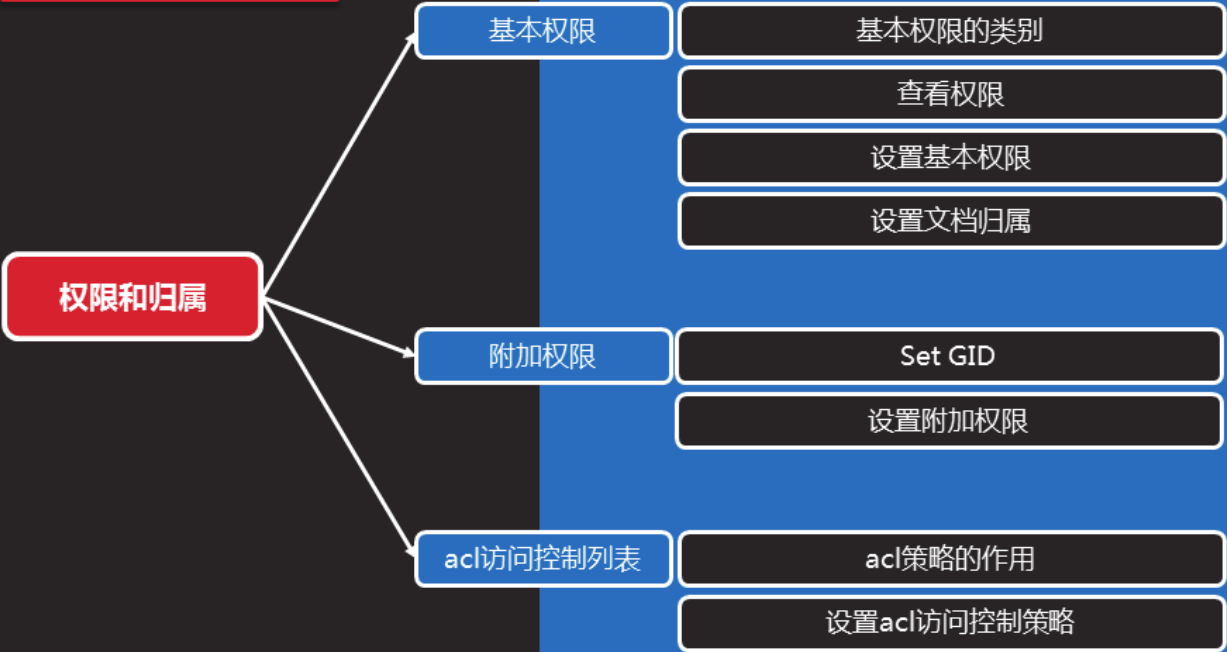 权限和归属
基本权限
基本权限的类别
查看权限
设置基本权限
设置文档归属
附加权限
Set GID
设置附加权限
acl访问控制列表
acl策略的作用
设置acl访问控制策略